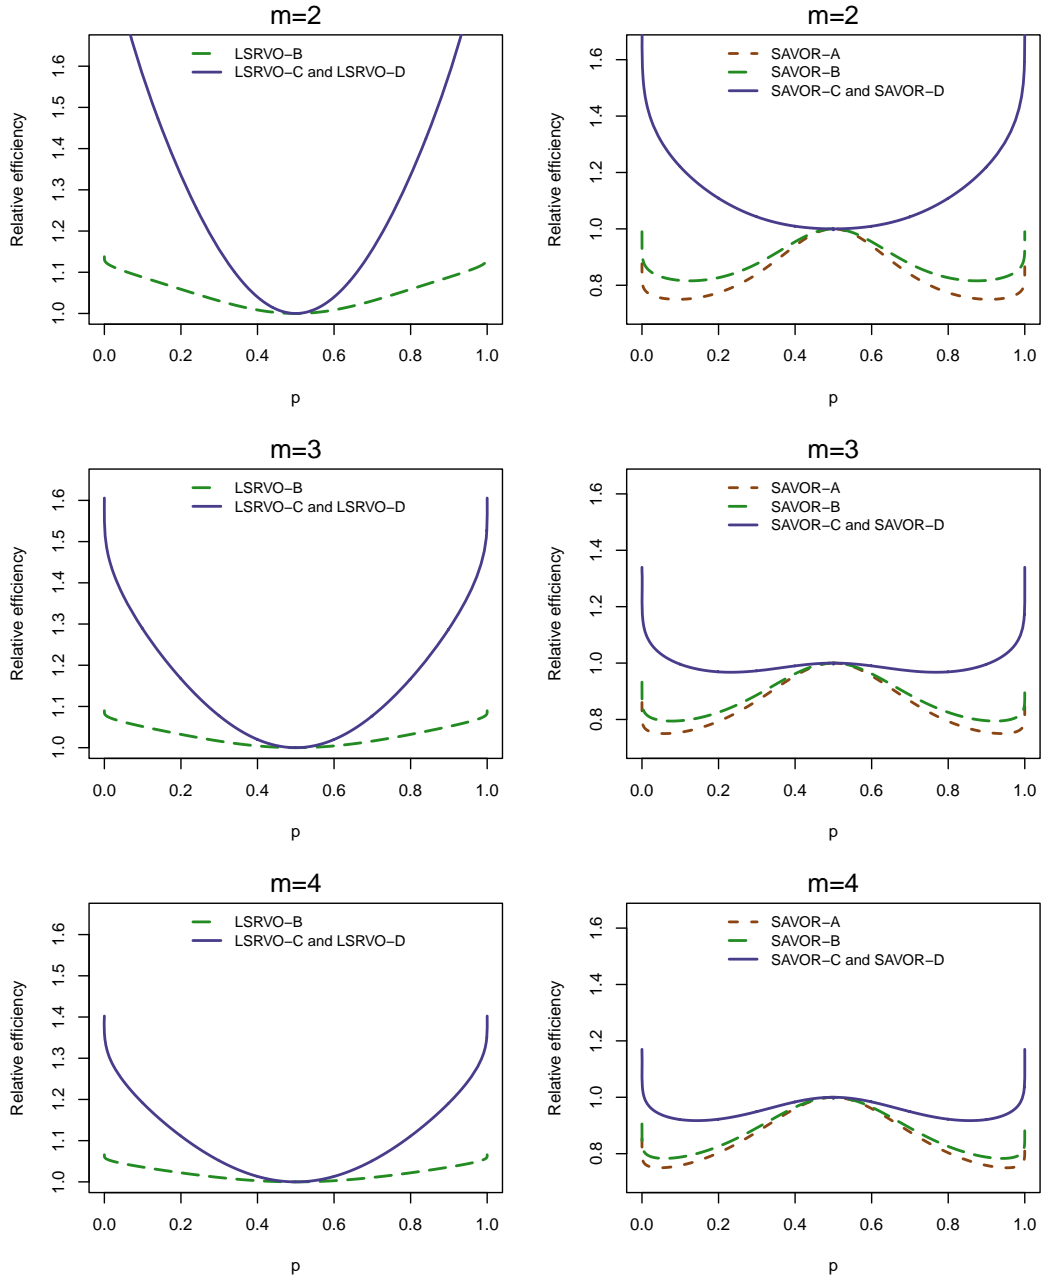 m=2
LSRVO−B
LSRVO−C and LSRVO−D
Relative efficiency
1.0 1.1 1.2 1.3 1.4 1.5 1.6
0.0 0.2 0.4 0.6 0.8 1.0
p
m=2
SAVOR−A
SAVOR−B
SAVOR−C and SAVOR−D
Relative efficiency
0.8 1.0 1.2 1.4 1.6
0.0 0.2 0.4 0.6 0.8 1.0
p
m=3
LSRVO−B
LSRVO−C and LSRVO−D
Relative efficiency
1.0 1.1 1.2 1.3 1.4 1.5 1.6
0.0 0.2 0.4 0.6 0.8 1.0
p
m=3
SAVOR−A
SAVOR−B
SAVOR−C and SAVOR−D
Relative efficiency
0.8 1.0 1.2 1.4 1.6
0.0 0.2 0.4 0.6 0.8 1.0
p
m=4
LSRVO−B
LSRVO−C and LSRVO−D
Relative efficiency
1.0 1.1 1.2 1.3 1.4 1.5 1.6
0.0 0.2 0.4 0.6 0.8 1.0
p
m=4
SAVOR−A
SAVOR−B
SAVOR−C and SAVOR−D
Relative efficiency
0.8 1.0 1.2 1.4 1.6
0.0 0.2 0.4 0.6 0.8 1.0
p